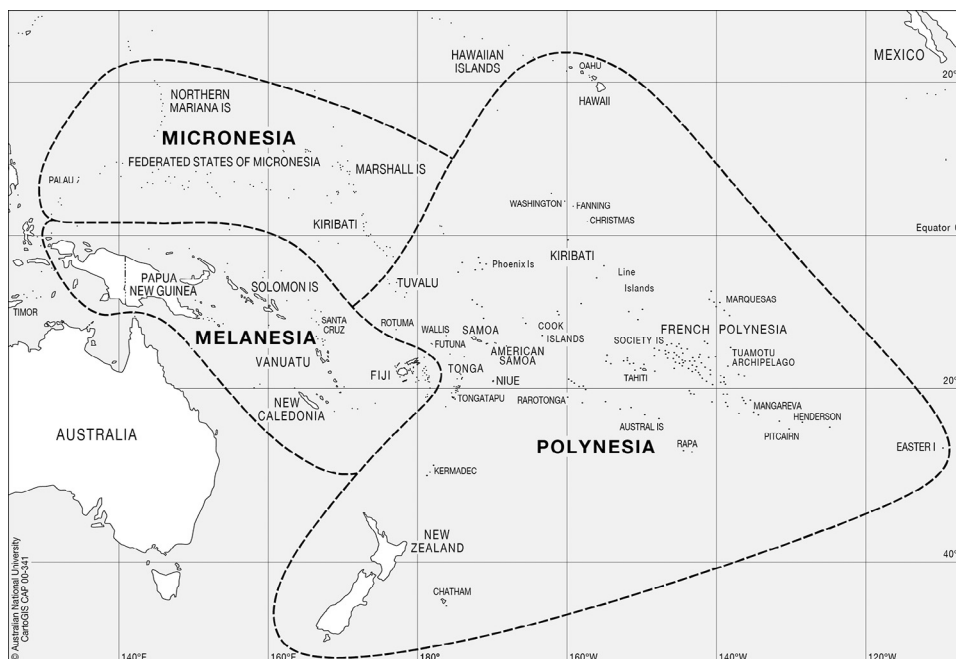 HAWAIIAN
ISLANDS
MEXICO
OAHU
20°
HAWAII
NORTHERN
MARIANA IS
MICRONESIA
FEDERATED STATES OF MICRONESIA
MARSHALL IS
PALAU
WASHINGTON
FANNING
CHRISTMAS
KIRIBATI
Equator
KIRIBATI
Phoenix Is
Line
Islands
PAPUA
NEW GUINEA
SOLOMON IS
TUVALU
MARQUESAS
TIMOR
SANTA
CRUZ
ROTUMA
MELANESIA
WALLIS
FUTUNA
SAMOA
COOK
ISLANDS
FRENCH POLYNESIA
SOCIETY IS
AMERICAN
SAMOA
TUAMOTU
ARCHIPELAGO
VANUATU
FIJI
TONGA
NIUE
TAHITI
20°
TONGATAPU
RAROTONGA
NEW
CALEDONIA
MANGAREVA
HENDERSON
AUSTRALIA
AUSTRAL IS
PITCAIRN
POLYNESIA
RAPA
EASTER I
KERMADEC
NEW
ZEALAND
40°
CHATHAM
© Australian National University
CartoGIS CAP 00-341
140°E
160°E
180°
160°W
140°W
120°W